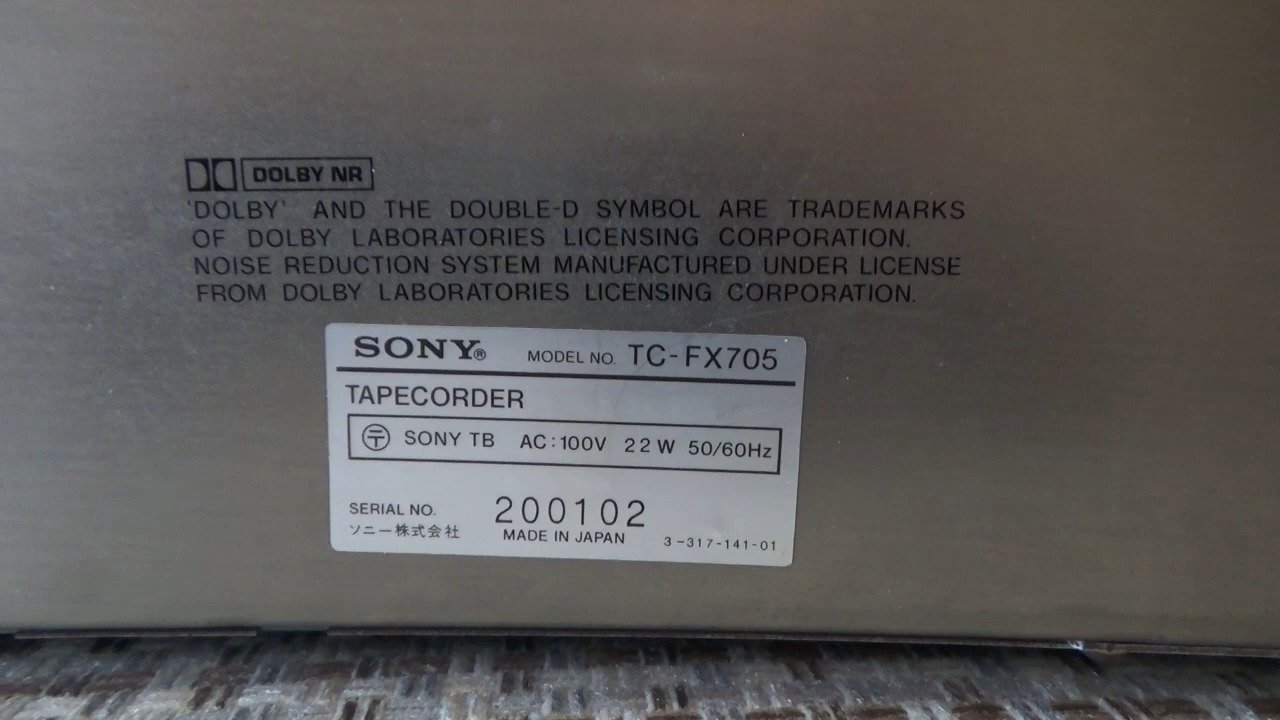 DOLBY NR
'DOLBY' AND THE DOUBLE-D SYMBOL ARE TRADEMARKS
OF DOLBY LABORATORIES LICENSING CORPORATION.
NOISE REDUCTION SYSTEM MANUFACTURED UNDER LICENSE
FROM DOLBY LABORATORIES LICENSING CORPORATION.
SONY® MODEL NO. TC-FX705
TAPECORDER
〒 SONY TB AC:100V 22W 50/60Hz
SERIAL NO. 200102
ソニー株式会社 MADE IN JAPAN 3-317-141-01